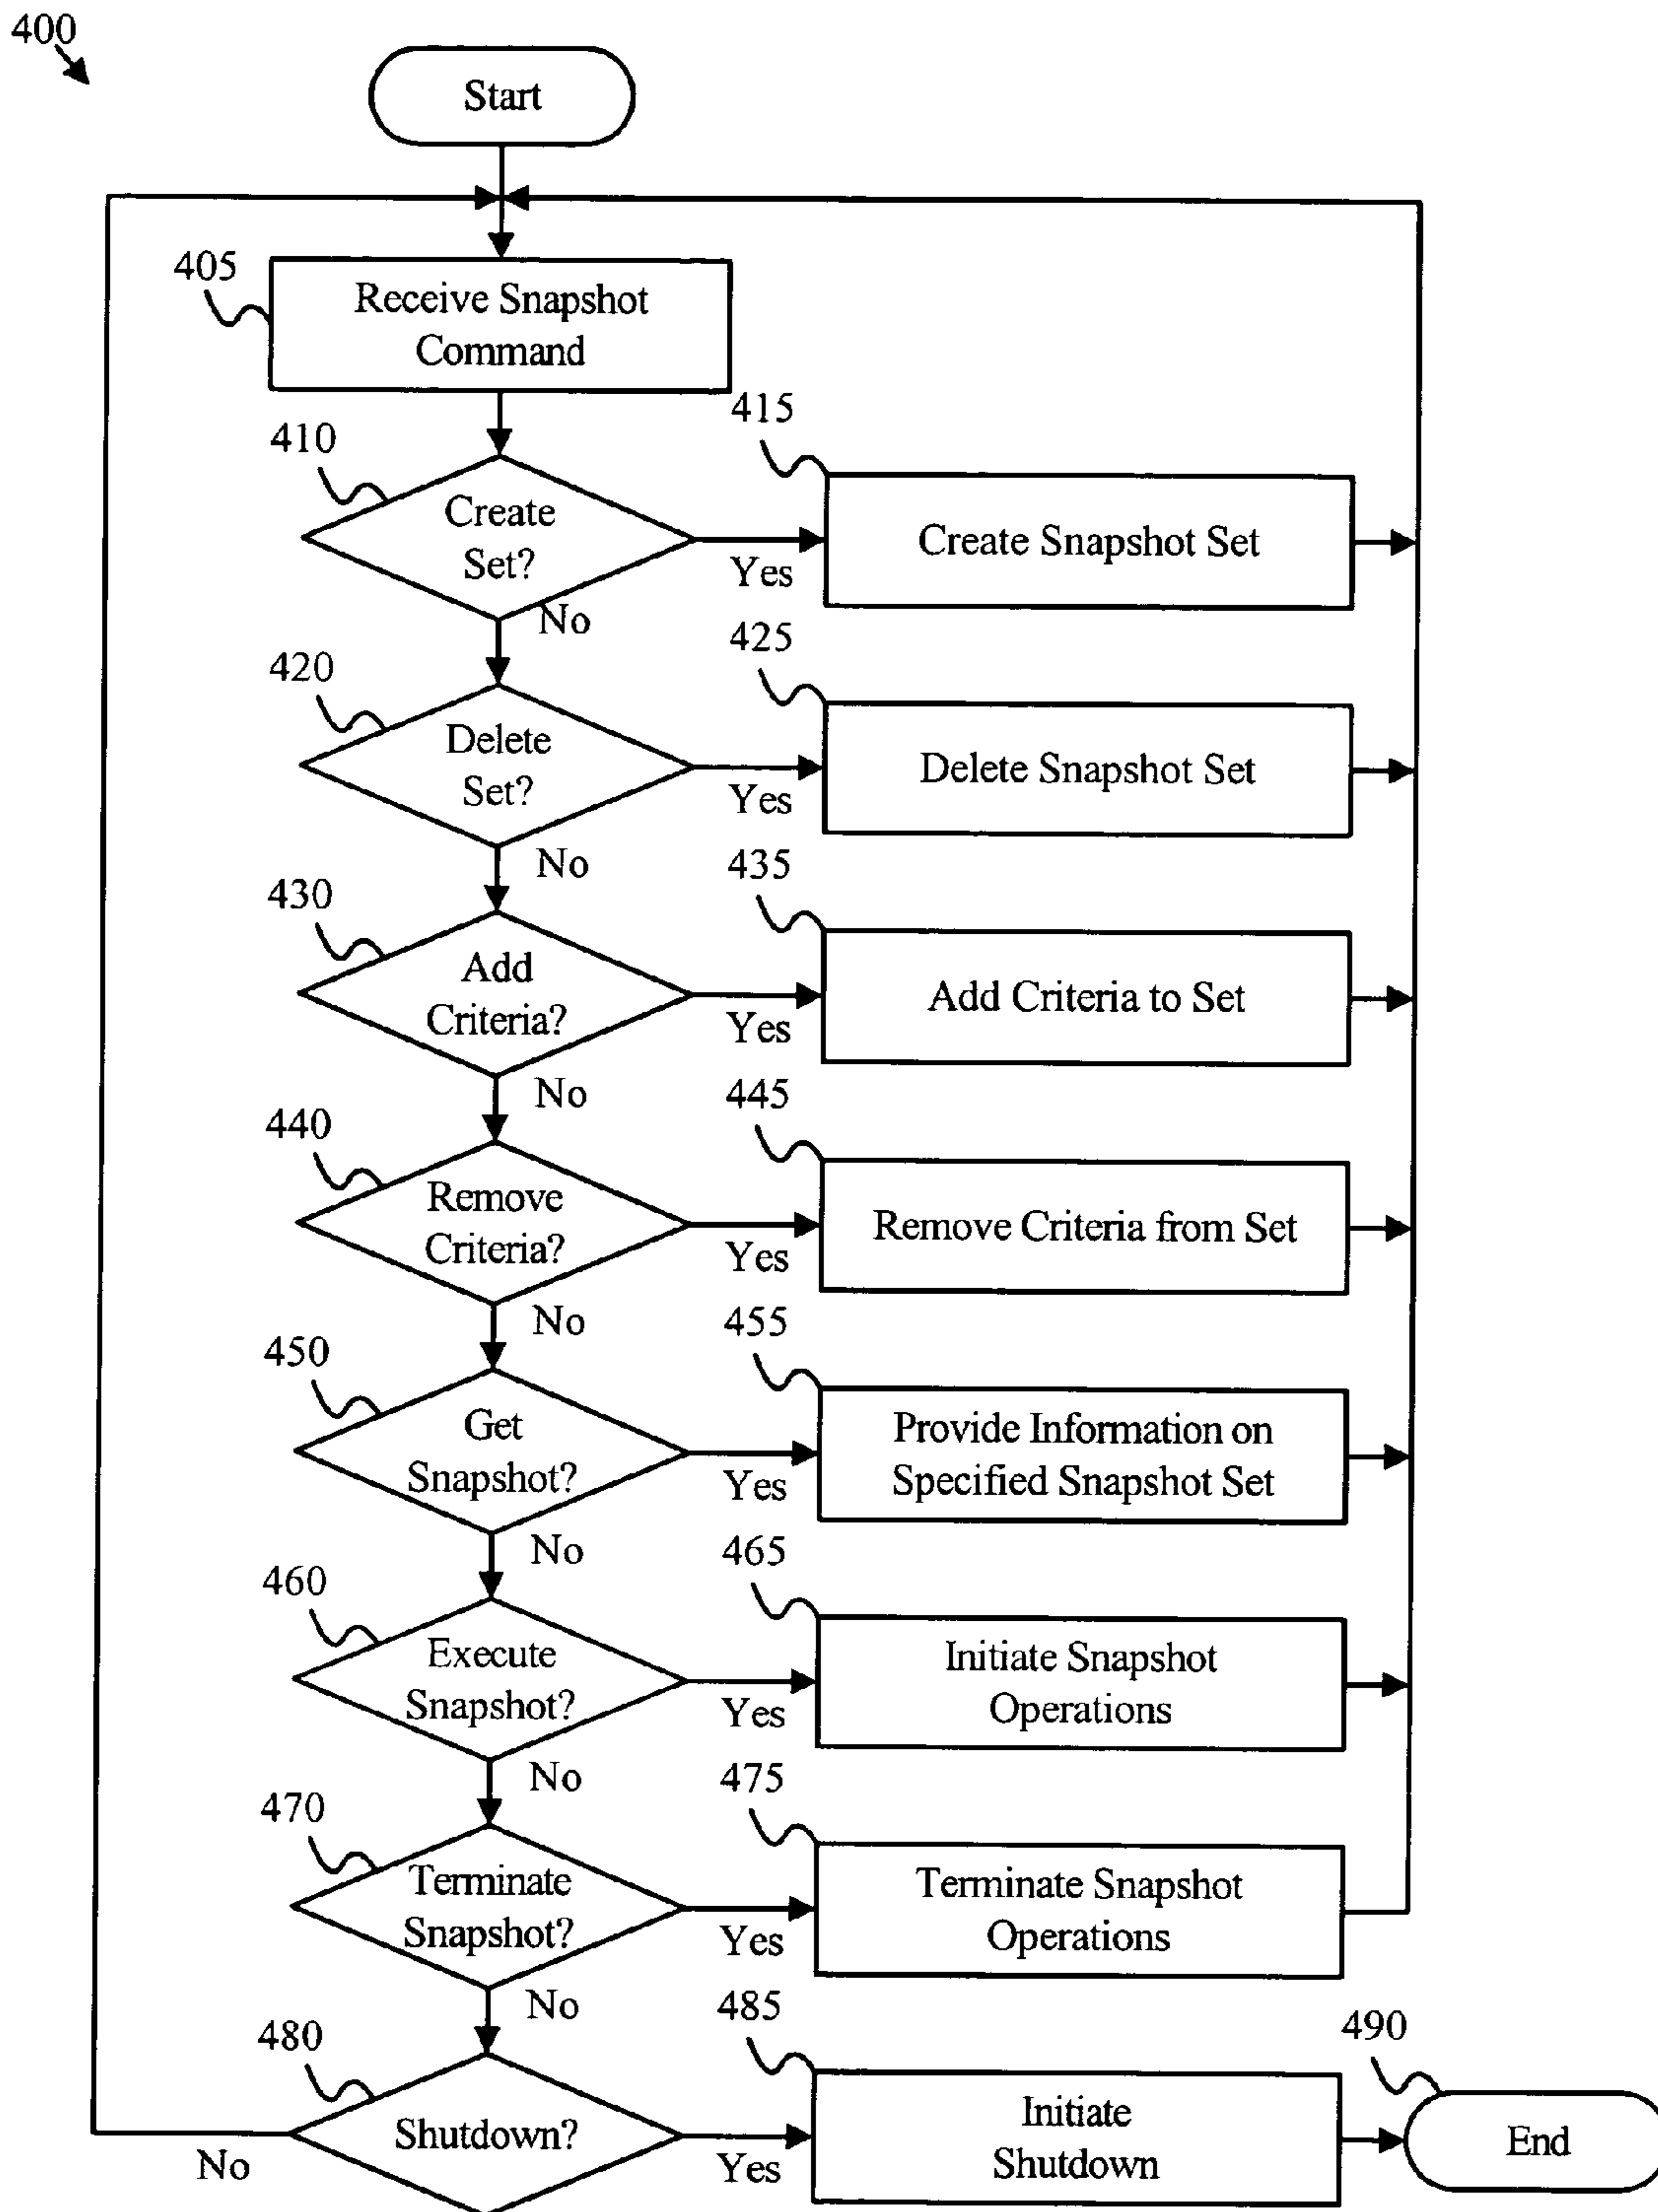 400
Start
405
Receive Snapshot
Command
410
Create
Set?
Yes
No
415
Create Snapshot Set
420
Delete
Set?
Yes
No
425
Delete Snapshot Set
430
Add
Criteria?
Yes
No
435
Add Criteria to Set
440
Remove
Criteria?
Yes
No
445
Remove Criteria from Set
450
Get
Snapshot?
Yes
No
455
Provide Information on
Specified Snapshot Set
460
Execute
Snapshot?
Yes
No
465
Initiate Snapshot
Operations
470
Terminate
Snapshot?
Yes
No
475
Terminate Snapshot
Operations
480
Shutdown?
No
Yes
485
Initiate
Shutdown
490
End